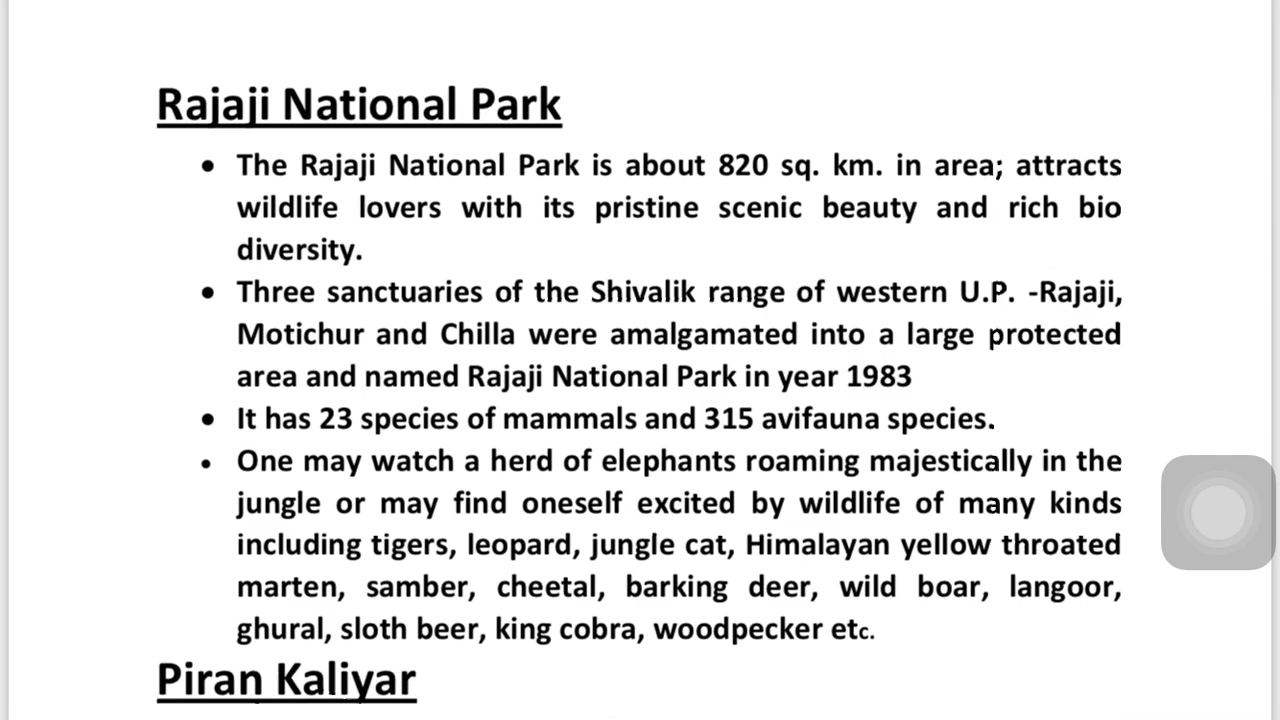 Rajaji National Park
• The Rajaji National Park is about 820 sq. km. in area; attracts
wildlife lovers with its pristine scenic beauty and rich bio
diversity.
• Three sanctuaries of the Shivalik range of western U.P. -Rajaji,
Motichur and Chilla were amalgamated into a large protected
area and named Rajaji National Park in year 1983
• It has 23 species of mammals and 315 avifauna species.
• One may watch a herd of elephants roaming majestically in the
jungle or may find oneself excited by wildlife of many kinds
including tigers, leopard, jungle cat, Himalayan yellow throated
marten, samber, cheetal, barking deer, wild boar, langoor,
ghural, sloth beer, king cobra, woodpecker etc.
Piran Kaliyar